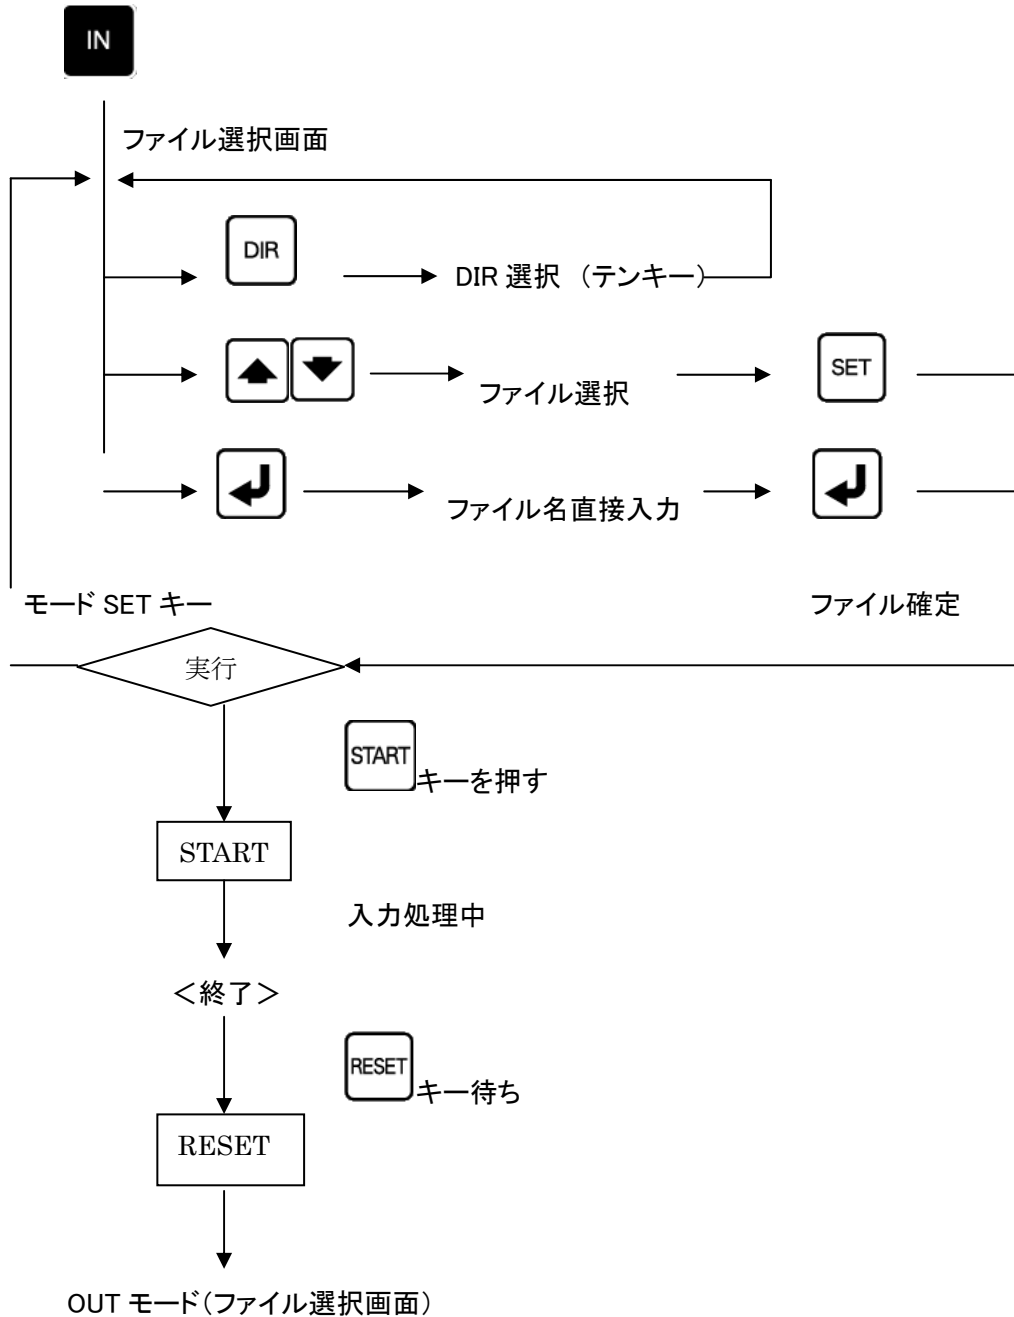 IN
ファイル選択画面
DIR
DIR 選択 （テンキー）
ファイル選択
SET
ファイル名直接入力
モード SET キー
ファイル確定
実行
START
キーを押す
START
入力処理中
＜終了＞
RESET
キー待ち
RESET
OUT モード（ファイル選択画面）